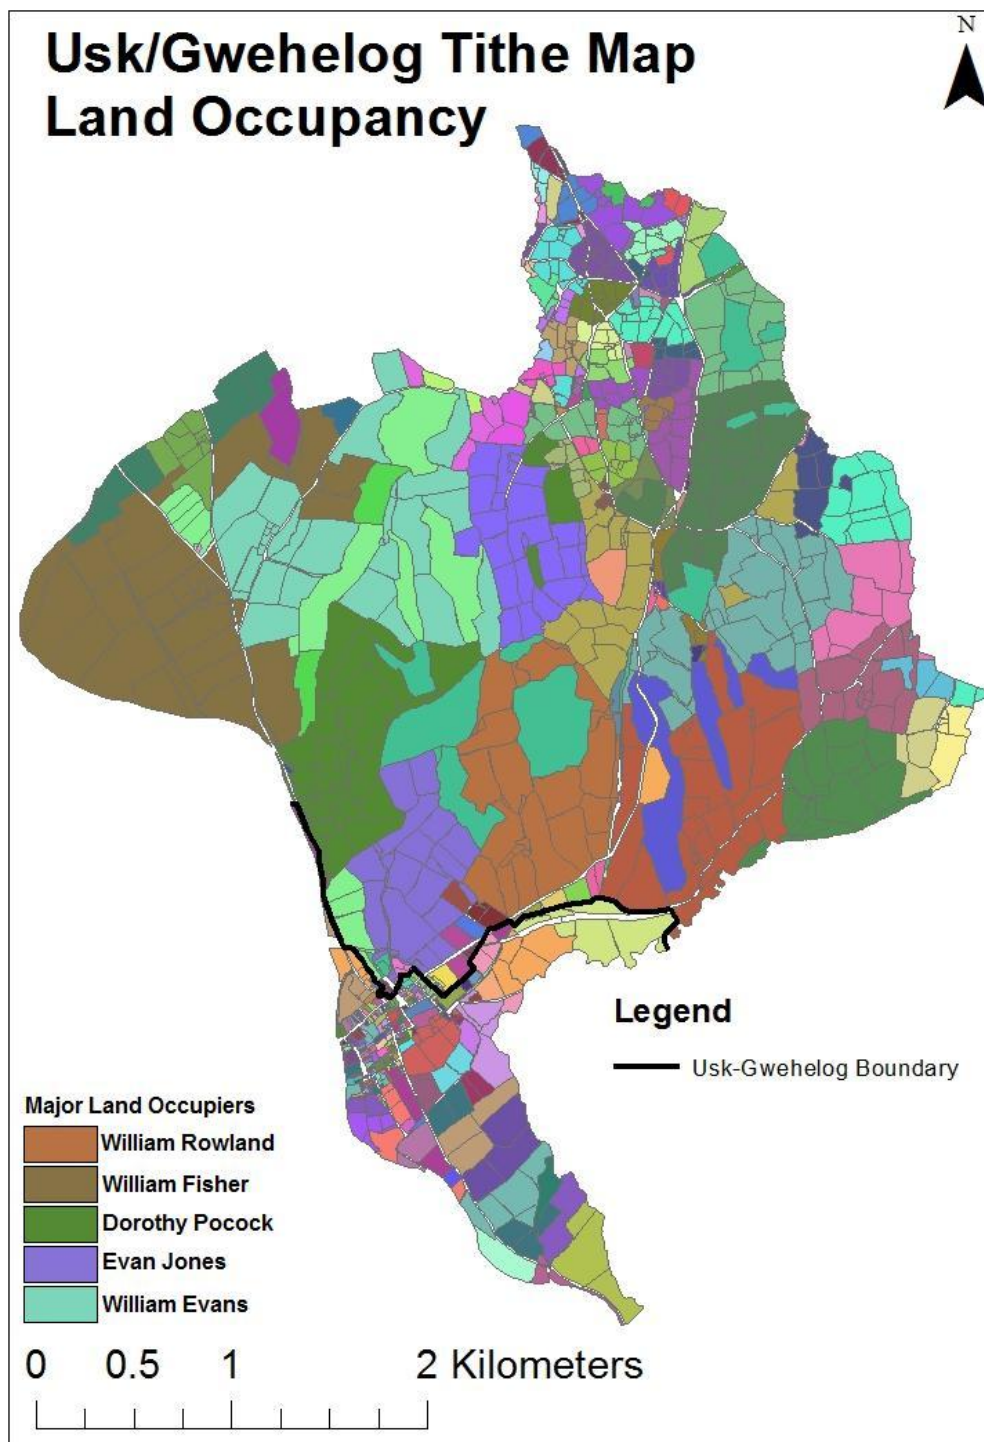 Usk/Gwehelog Tithe Map
Land Occupancy
N
Legend
Usk-Gwehelog Boundary
Major Land Occupiers
William Rowland
William Fisher
Dorothy Pocock
Evan Jones
William Evans
0 0.5 1 2 Kilometers